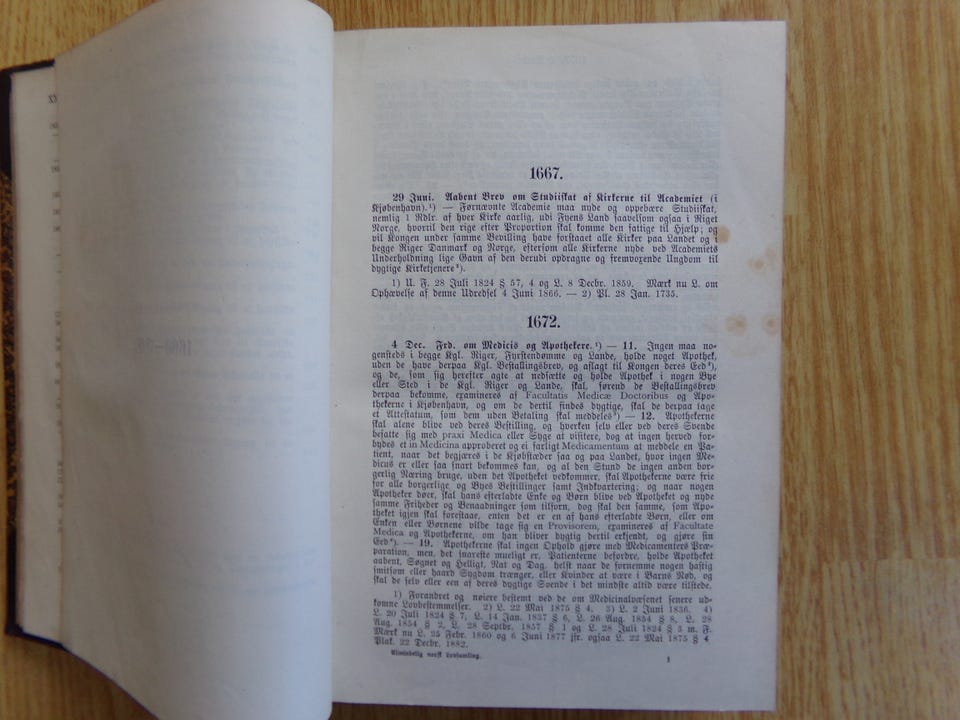 1667.
29 Juni. Aabent Brev om Studiiskat af Kirkerne til Academiet (i
Kjøbenhavn).¹) — Førnævnte Academie maa nyde og oppebære Studiiskat,
nemlig 1 Rdlr. af hver Kirke aarlig, udi Fyens Land saavelsom ogsaa i Riget
Norge, hvortil den rige efter Proportion skal komme den fattige til Hjælp; og
vil Kongen under samme Bevilling have forstaaet alle Kirker paa Landet og i
begge Riger Danmark og Norge, eftersom alle Kirkerne nyde ved Academiets
Underholdning lige Gavn af den derudi opdragne og fremvoxende Ungdom til
dygtige Kirketjenere²).
1) U. F. 28 Juli 1824 § 57, 4 og L. 8 Decbr. 1859. Mærk nu L. om
Ophævelse af denne Udredsel 4 Juni 1866. — 2) Pl. 28 Jan. 1735.
1672.
4 Dec. Frd. om Medicis og Apothekere.¹) — 11. Ingen maa no-
gensteds i begge Kgl. Riger, Fyrstendømme og Lande, holde noget Apothek,
uden de have derpaa Kgl. Bestallingsbrev, og aflagt til Kongen deres Eed²),
og de, som sig herefter agte at nedsætte og holde Apothek i nogen Bye
eller Sted i de Kgl. Riger og Lande, skal, førend de Bestallingsbrev
derpaa bekomme, examineres af Facultatis Medicæ Doctoribus og Apo-
thekerne i Kjøbenhavn, og om de dertil findes dygtige, skal de derpaa tage
et Attestatum, som dem uden Betaling skal meddeles³) — 12. Apothekerne
skal alene blive ved deres Bestilling, og hverken selv eller ved deres Svende
befatte sig med praxi Medica eller Syge at visitere, dog at ingen herved for-
bydes et in Medicina approberet og ei farligt Medicamentum at meddele en Pa-
tient, naar det begjæres i de Kjøbstæder saa og paa Landet, hvor ingen Me-
dicus er eller saa snart bekommes kan, og al den Stund de ingen anden bor-
gerlig Næring bruge, uden det Apotheket vedkommer, skal Apothekerne være frie
for alle borgerlige og Byes Bestillinger samt Indkvartering; og naar nogen
Apotheker døer, skal hans efterladte Enke og Børn blive ved Apotheket og nyde
samme Friheder og Benaadninger som tilforn, dog skal den samme, som Apo-
theket igjen skal forestaae, enten det er en af hans efterladte Børn, eller om
Enken eller Børnene vilde tage sig en Provisorem, examineres af Facultate
Medica og Apothekerne, om han bliver dygtig dertil erkjendt, og gjøre sin
Eed⁴). — 19. Apothekerne skal ingen Ophold gjøre med Medicamenters Præ-
paration, men, det snareste mueligt er, Patienterne befordre, holde Apotheket
aabent, Søgnet og Helligt, Nat og Dag, helst naar de fornemme nogen hastig
smitsom eller haard Sygdom trænger, eller Kvinder at være i Barns Nød, og
skal de selv eller een af deres dygtige Svende i det mindste altid være tilstede.
1) Forandret og nøiere bestemt ved de om Medicinalvæsenet senere ud-
komne Lovbestemmelser. 2) L. 22 Mai 1875 § 4. 3) L. 2 Juni 1836. 4)
L. 20 Juli 1824 § 7, L. 14 Jan. 1837 § 6, L. 26 Aug. 1854 § 8, L. 28
Aug. 1854 § 2, L. 28 Septbr. 1857 § 1 og L. 28 Juli 1824 § 3 m. F.
Mærk nu L. 25 Febr. 1860 og 6 Juni 1877 jfr. ogsaa L. 22 Mai 1875 § 4
Plak. 22 Decbr. 1882.
Almindelig norsk Lovsamling. 1